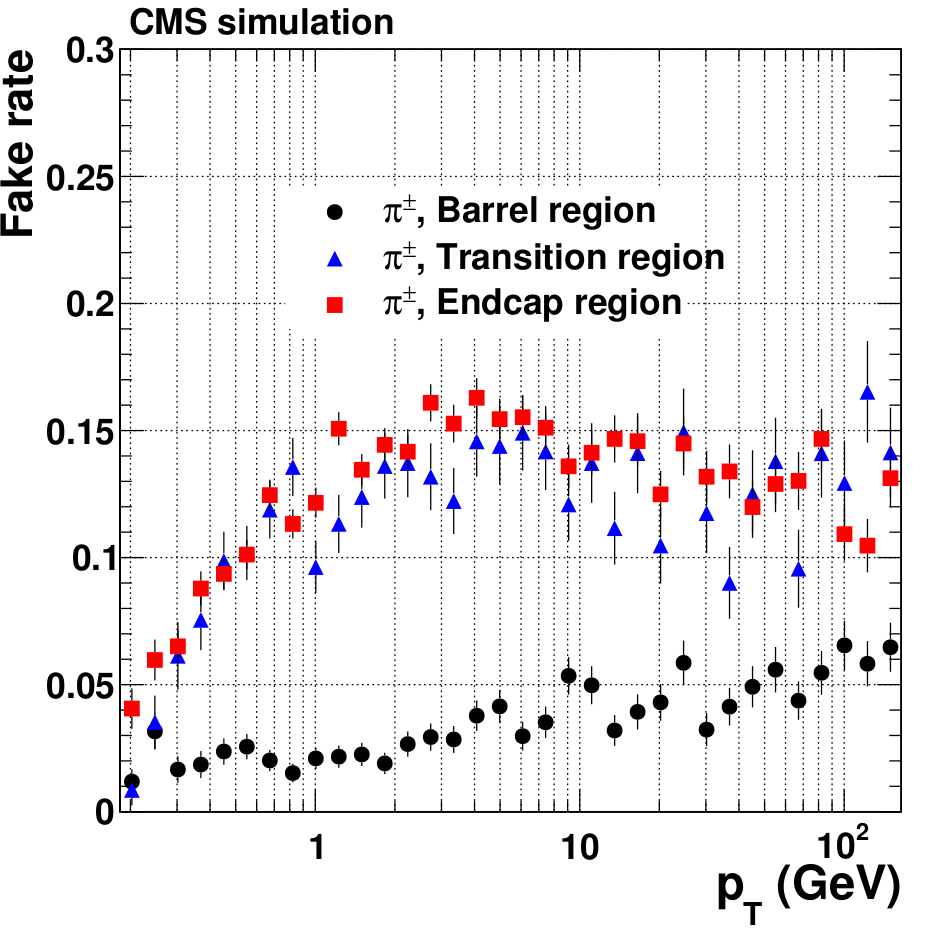 CMS simulation
Fake rate
0.3
0.25
0.2
0.15
0.1
0.05
0
π±, Barrel region
π±, Transition region
π±, Endcap region
1
10
10²
p_T (GeV)